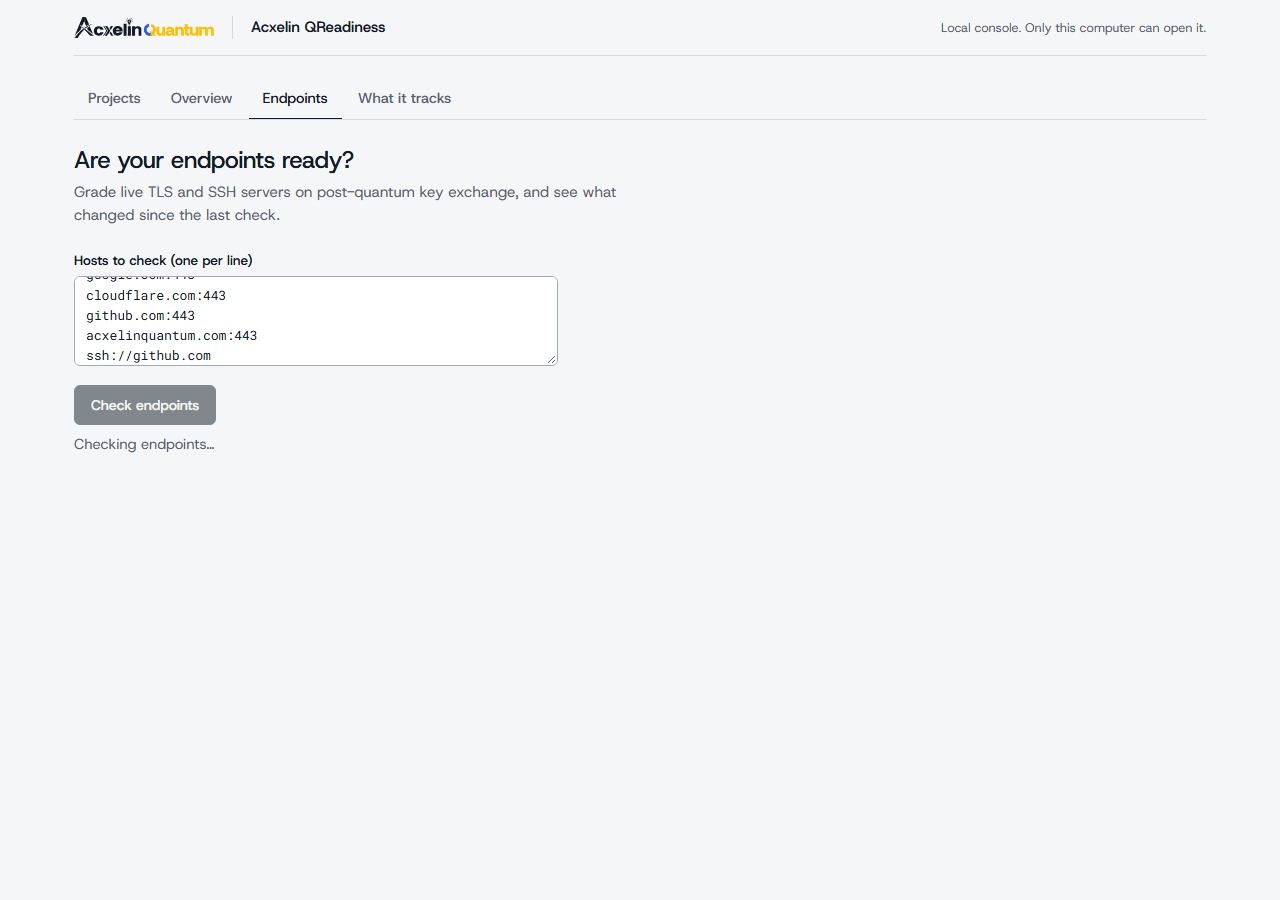 Acxelin Quantum
Acxelin QReadiness
Local console. Only this computer can open it.
Projects
Overview
Endpoints
What it tracks
Are your endpoints ready?
Grade live TLS and SSH servers on post-quantum key exchange, and see what
changed since the last check.
Hosts to check (one per line)
google.com:443
cloudflare.com:443
github.com:443
acxelinquantum.com:443
ssh://github.com
Check endpoints
Checking endpoints…